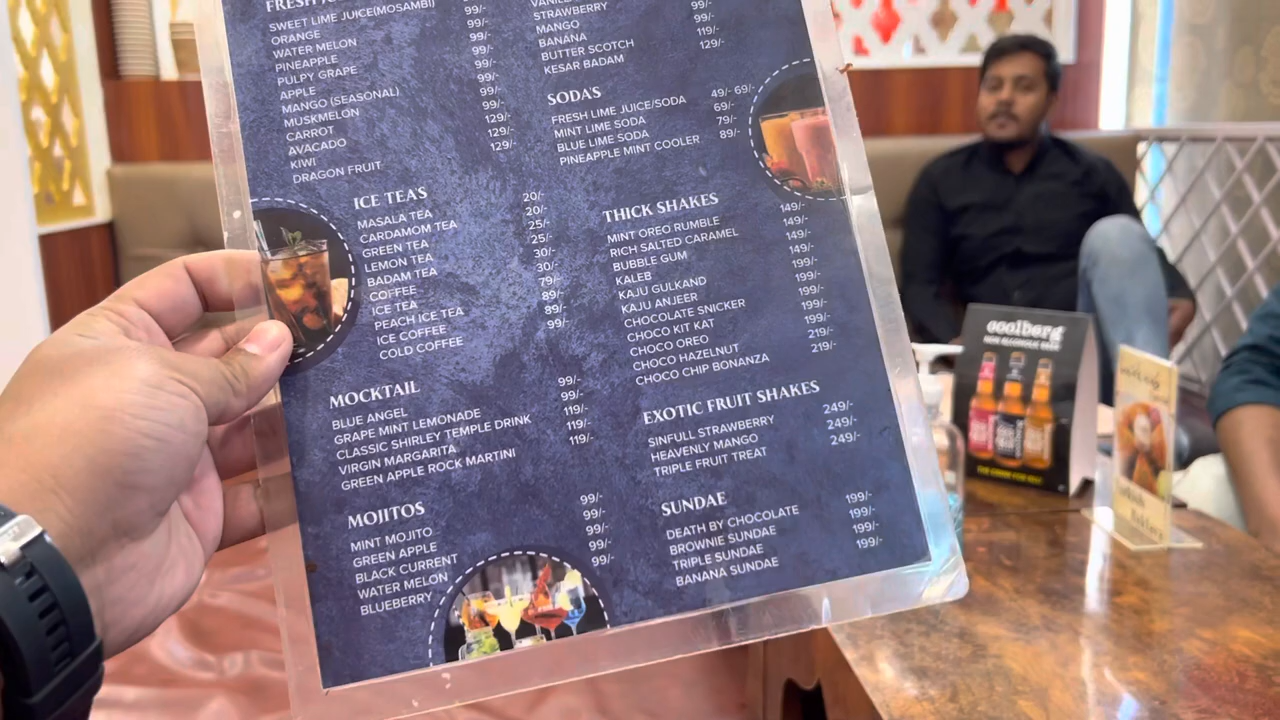 FRESH
SWEET LIME JUICE(MOSAMBI)
ORANGE 99/-
WATER MELON 99/-
PINEAPPLE 99/-
PULPY GRAPE 99/-
APPLE 99/-
MANGO (SEASONAL) 99/-
MUSKMELON 99/-
CARROT 99/-
AVACADO 129/-
KIWI 129/-
DRAGON FRUIT 129/-
ICE TEA'S
MASALA TEA 20/-
CARDAMOM TEA 20/-
GREEN TEA 25/-
LEMON TEA 25/-
BADAM TEA 30/-
COFFEE 30/-
ICE TEA 79/-
PEACH ICE TEA 89/-
ICE COFFEE 89/-
COLD COFFEE 99/-
MOCKTAIL
BLUE ANGEL 99/-
GRAPE MINT LEMONADE 99/-
CLASSIC SHIRLEY TEMPLE DRINK 119/-
VIRGIN MARGARITA 119/-
GREEN APPLE ROCK MARTINI 119/-
MOJITOS
MINT MOJITO 99/-
GREEN APPLE 99/-
BLACK CURRENT 99/-
WATER MELON 99/-
BLUEBERRY 99/-
STRAWBERRY 99/-
MANGO 99/-
BANANA 99/-
BUTTER SCOTCH 119/-
KESAR BADAM 129/-
SODA'S
FRESH LIME JUICE/SODA 49/- 69/-
MINT LIME SODA 69/-
BLUE LIME SODA 79/-
PINEAPPLE MINT COOLER 89/-
THICK SHAKES
MINT OREO RUMBLE 149/-
RICH SALTED CARAMEL 149/-
BUBBLE GUM 149/-
KALEB 149/-
KAJU GULKAND 199/-
KAJU ANJEER 199/-
CHOCOLATE SNICKER 199/-
CHOCO KIT KAT 199/-
CHOCO OREO 199/-
CHOCO HAZELNUT 219/-
CHOCO CHIP BONANZA 219/-
EXOTIC FRUIT SHAKES
SINFULL STRAWBERRY 249/-
HEAVENLY MANGO 249/-
TRIPLE FRUIT TREAT 249/-
SUNDAE
DEATH BY CHOCOLATE 199/-
BROWNIE SUNDAE 199/-
TRIPLE SUNDAE 199/-
BANANA SUNDAE 199/-
coolberg
NON ALCOHOLIC BEER